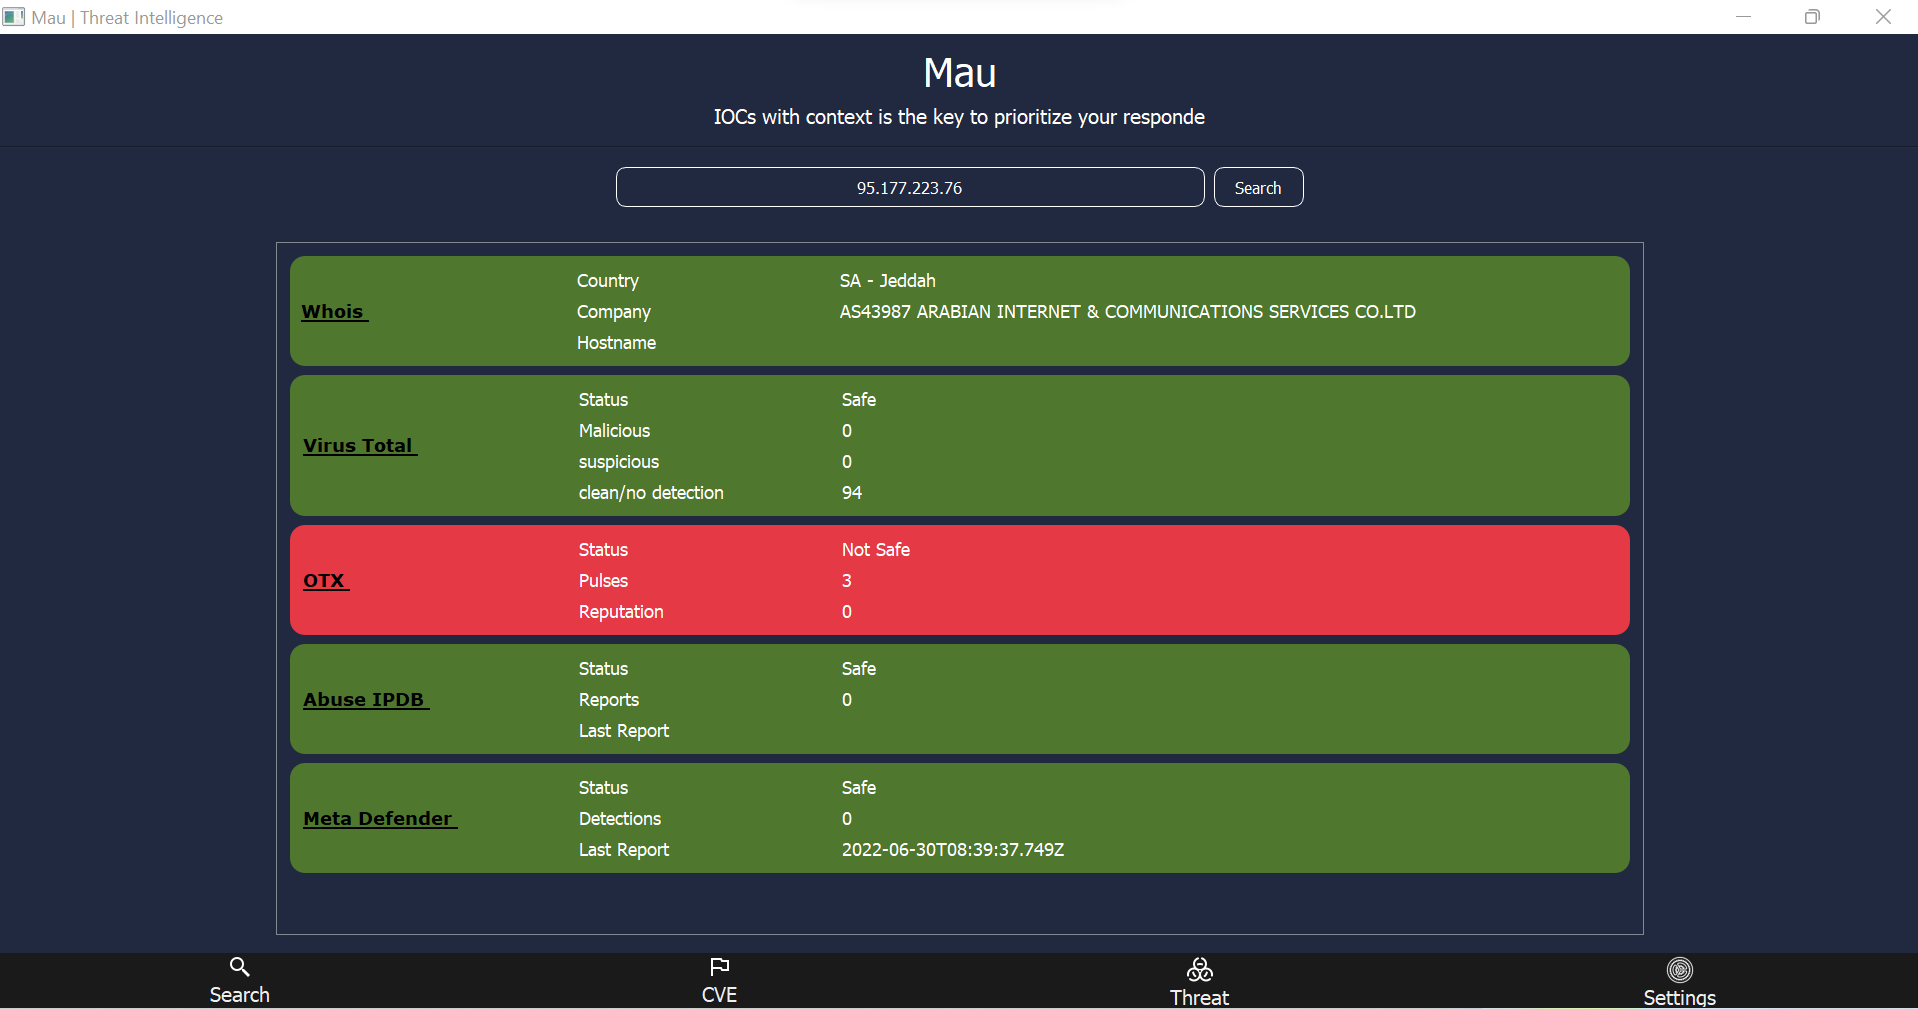 Mau | Threat Intelligence
Mau
IOCs with context is the key to prioritize your responde
95.177.223.76 Search
Whois
Country SA - Jeddah
Company AS43987 ARABIAN INTERNET & COMMUNICATIONS SERVICES CO.LTD
Hostname
Virus Total
Status Safe
Malicious 0
suspicious 0
clean/no detection 94
OTX
Status Not Safe
Pulses 3
Reputation 0
Abuse IPDB
Status Safe
Reports 0
Last Report
Meta Defender
Status Safe
Detections 0
Last Report 2022-06-30T08:39:37.749Z
Search CVE Threat Settings